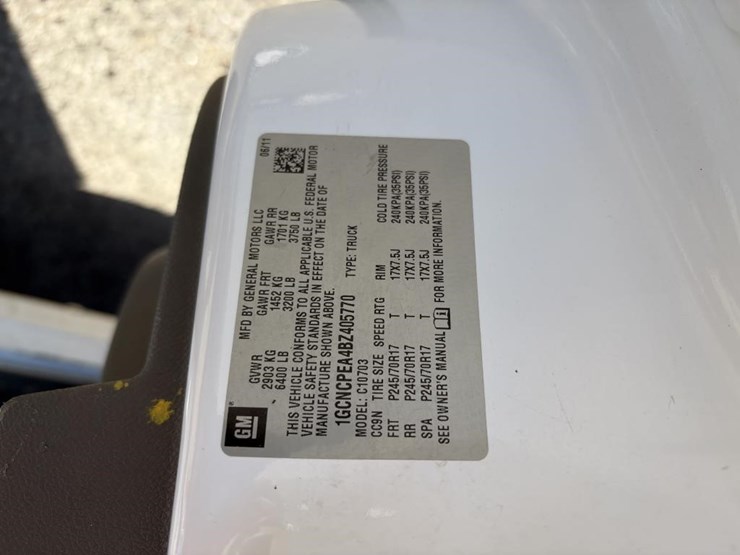 GM
MFD BY GENERAL MOTORS LLC 06/11
GVWR GAWR FRT GAWR RR
2903 KG 1452 KG 1701 KG
6400 LB 3200 LB 3750 LB
THIS VEHICLE CONFORMS TO ALL APPLICABLE U.S. FEDERAL MOTOR
VEHICLE SAFETY STANDARDS IN EFFECT ON THE DATE OF
MANUFACTURE SHOWN ABOVE.
1GCNCPEA4BZ405770 TYPE: TRUCK
MODEL: C10703
CC9N TIRE SIZE SPEED RTG RIM COLD TIRE PRESSURE
FRT P245/70R17 T 17X7.5J 240KPA(35PSI)
RR P245/70R17 T 17X7.5J 240KPA(35PSI)
SPA P245/70R17 T 17X7.5J 240KPA(35PSI)
SEE OWNER'S MANUAL FOR MORE INFORMATION.